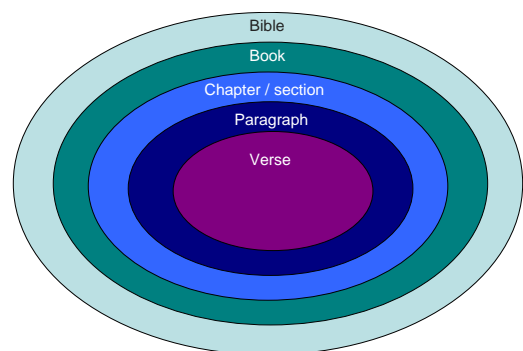 Bible
Book
Chapter / section
Paragraph
Verse